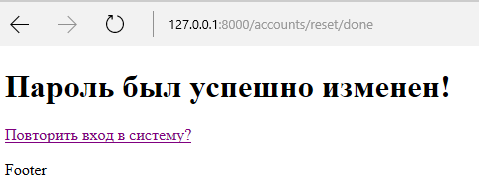 127.0.0.1:8000/accounts/reset/done
Пароль был успешно изменен!
Повторить вход в систему?
Footer